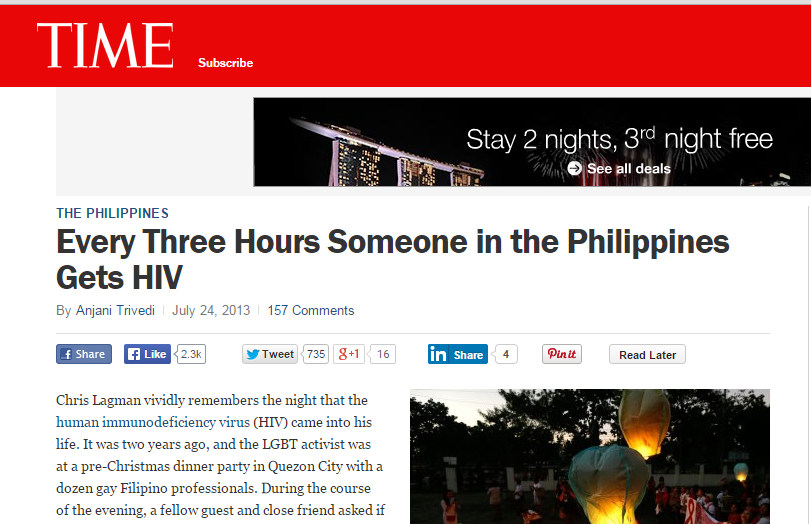 TIME
Subscribe
Stay 2 nights, 3rd night free
See all deals
THE PHILIPPINES
Every Three Hours Someone in the Philippines
Gets HIV
By Anjani Trivedi | July 24, 2013 | 157 Comments
Share Like 2.3k Tweet 735 +1 16 in Share 4 Pin it Read Later
Chris Lagman vividly remembers the night that the
human immunodeficiency virus (HIV) came into his
life. It was two years ago, and the LGBT activist was
at a pre-Christmas dinner party in Quezon City with a
dozen gay Filipino professionals. During the course
of the evening, a fellow guest and close friend asked if